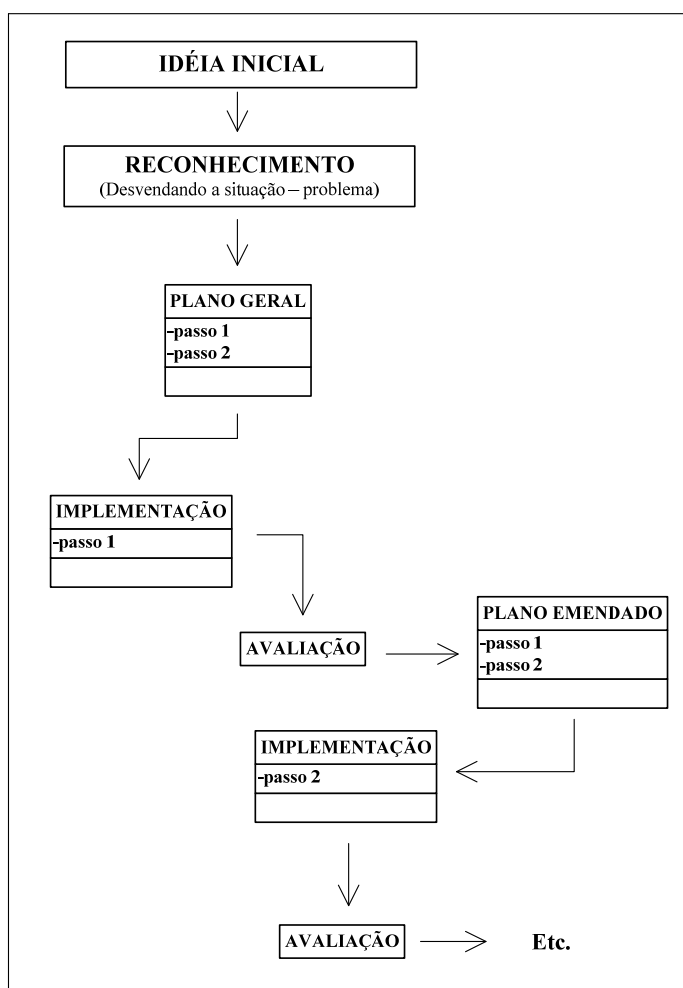 IDÉIA INICIAL
RECONHECIMENTO
(Desvendando a situação – problema)
PLANO GERAL
-passo 1
-passo 2
IMPLEMENTAÇÃO
-passo 1
AVALIAÇÃO
PLANO EMENDADO
-passo 1
-passo 2
IMPLEMENTAÇÃO
-passo 2
AVALIAÇÃO
Etc.